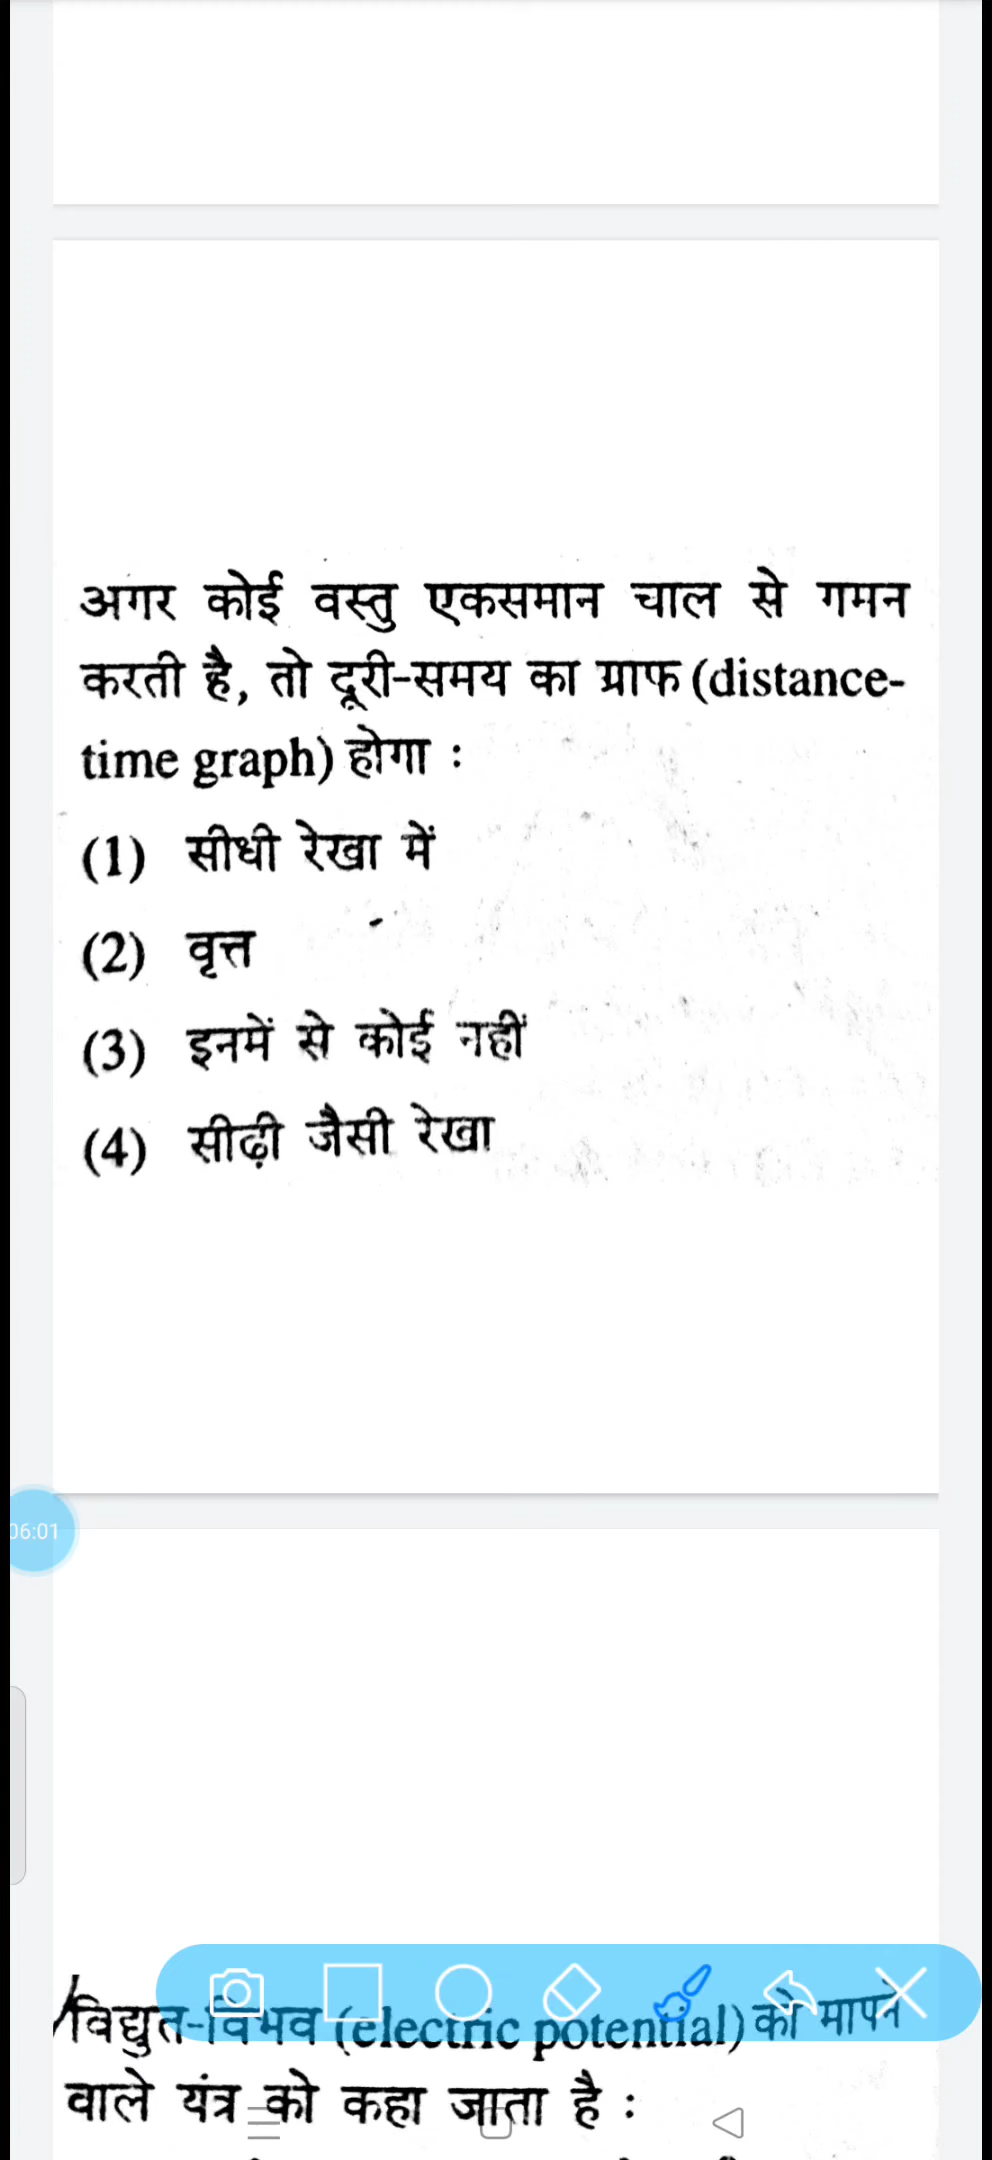 अगर कोई वस्तु एकसमान चाल से गमन
करती है, तो दूरी-समय का ग्राफ (distance-
time graph) होगा :
(1) सीधी रेखा में
(2) वृत्त
(3) इनमें से कोई नहीं
(4) सीढ़ी जैसी रेखा
06:01
विद्युत-विभव (electric potential) को मापने
वाले यंत्र को कहा जाता है :